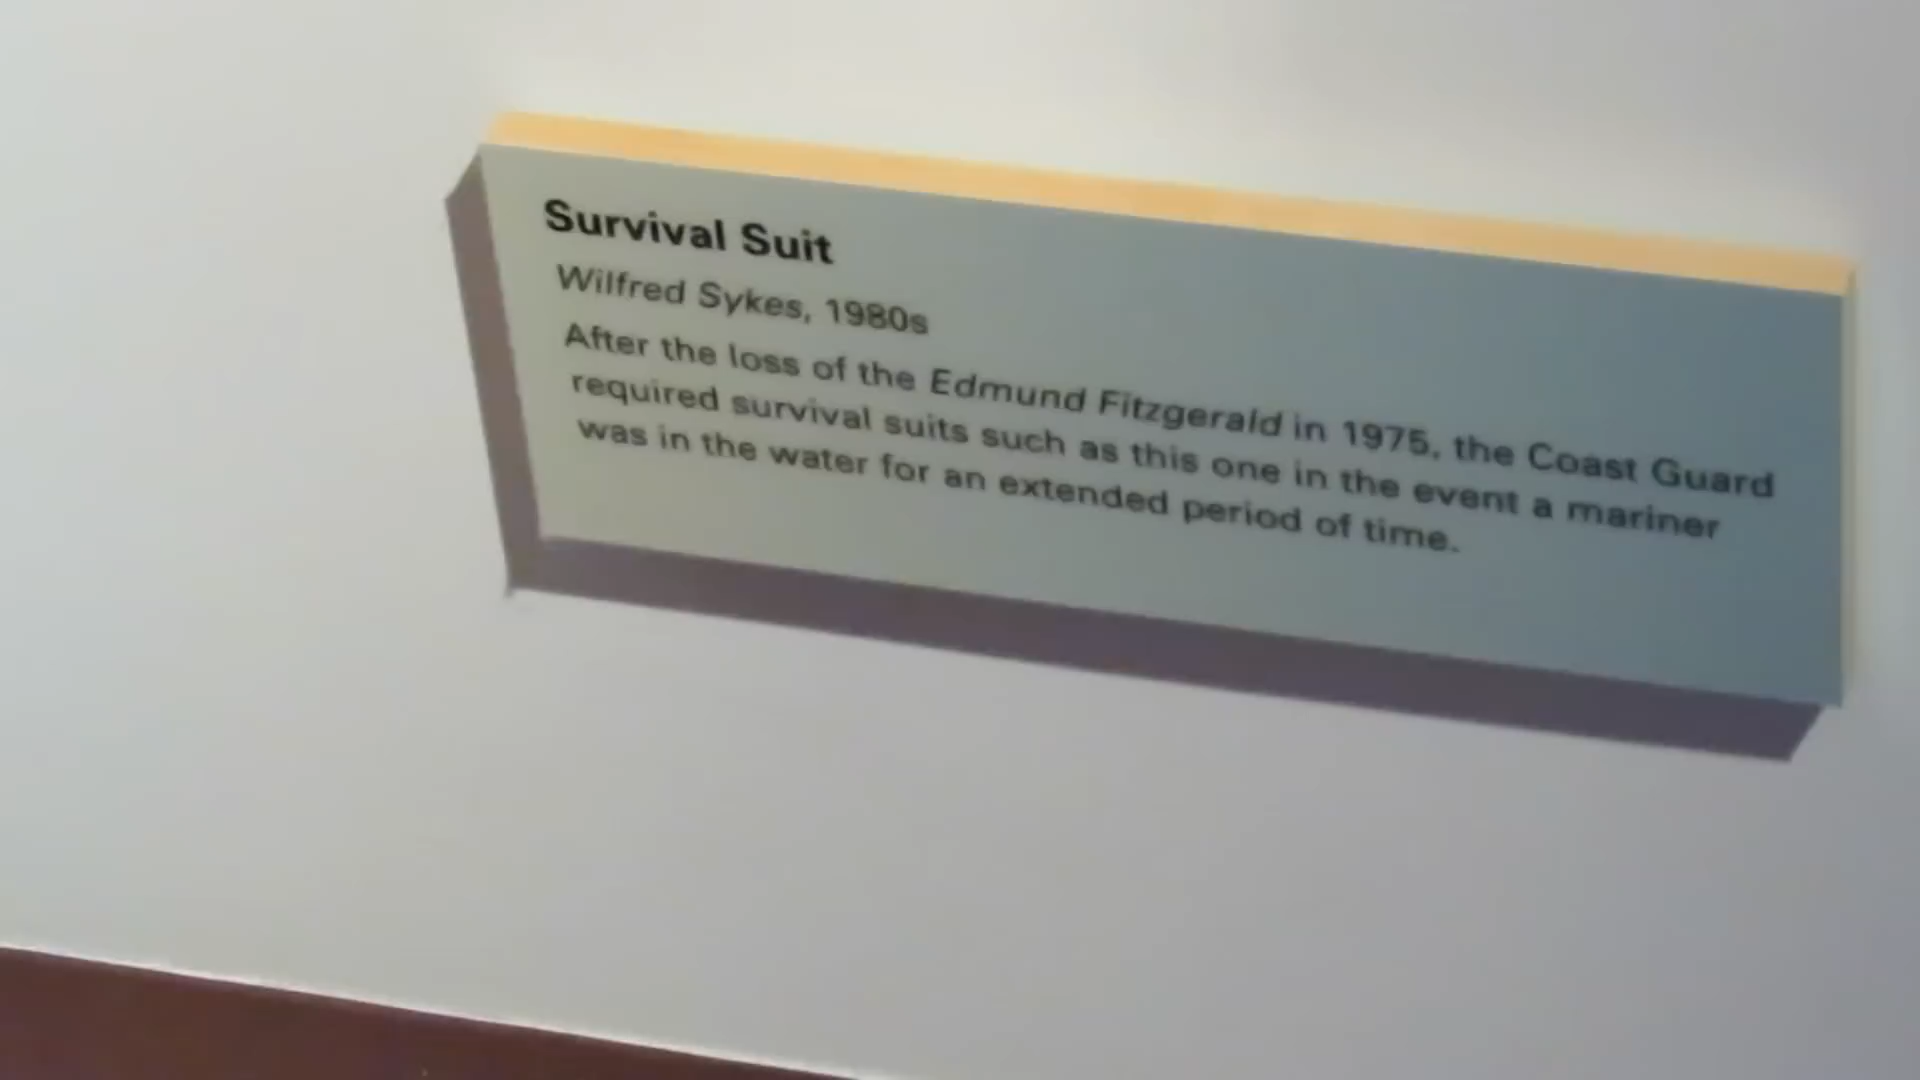 Survival Suit
Wilfred Sykes, 1980s
After the loss of the Edmund Fitzgerald in 1975, the Coast Guard
required survival suits such as this one in the event a mariner
was in the water for an extended period of time.